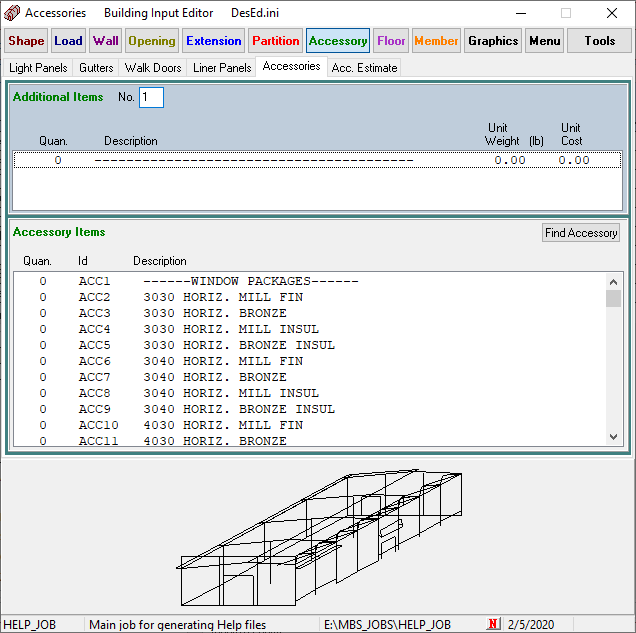 Accessories Building Input Editor DesEd.ini
Shape Load Wall Opening Extension Partition Accessory Floor Member Graphics Menu Tools
Light Panels Gutters Walk Doors Liner Panels Accessories Acc. Estimate
Additional Items No. 1
Unit Unit
Quan. Description Weight (lb) Cost
0 ---------------------------------------- 0.00 0.00
Accessory Items Find Accessory
Quan. Id Description
0 ACC1 ------WINDOW PACKAGES------
0 ACC2 3030 HORIZ. MILL FIN
0 ACC3 3030 HORIZ. BRONZE
0 ACC4 3030 HORIZ. MILL INSUL
0 ACC5 3030 HORIZ. BRONZE INSUL
0 ACC6 3040 HORIZ. MILL FIN
0 ACC7 3040 HORIZ. BRONZE
0 ACC8 3040 HORIZ. MILL INSUL
0 ACC9 3040 HORIZ. BRONZE INSUL
0 ACC10 4030 HORIZ. MILL FIN
0 ACC11 4030 HORIZ. BRONZE
HELP_JOB Main job for generating Help files E:\MBS_JOBS\HELP_JOB N 2/5/2020